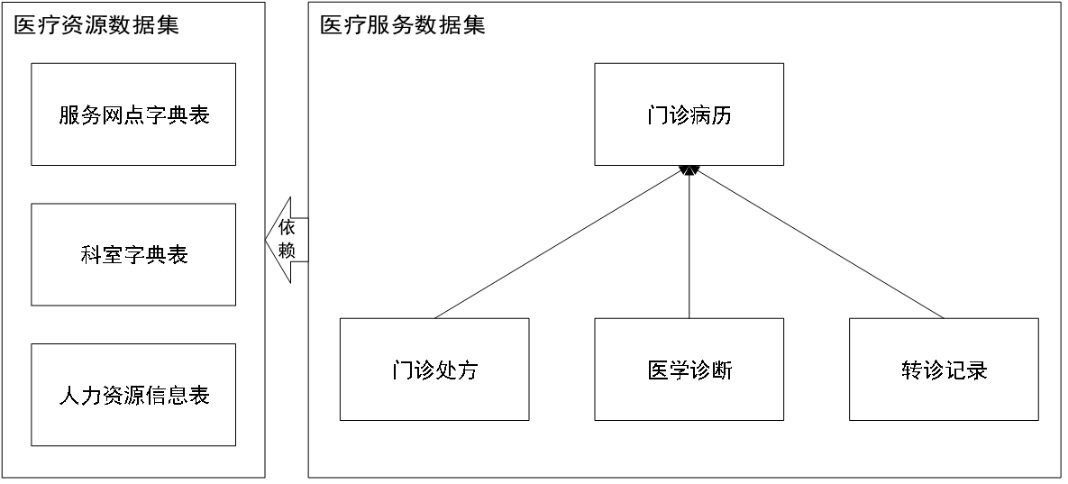 医疗资源数据集
服务网点字典表
科室字典表
人力资源信息表
依
赖
医疗服务数据集
门诊病历
门诊处方
医学诊断
转诊记录